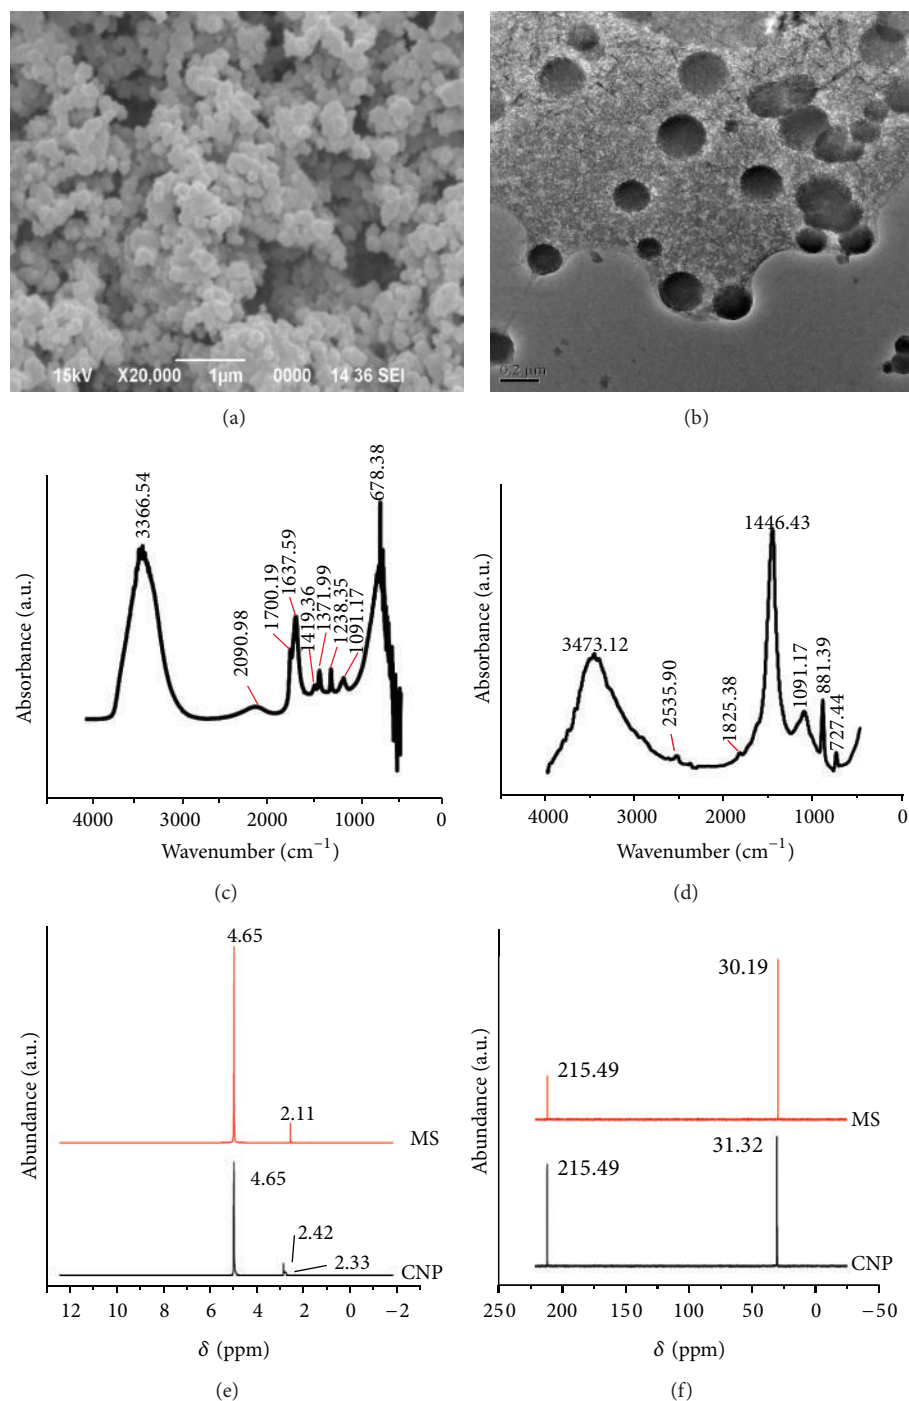 15kV X20,000 1μm 0000 14 36 SEI
0.2 μm
(a)
(b)
Absorbance (a.u.)
3366.54
2090.98
1700.19
1637.59
1419.36
1371.99
1238.35
1091.17
678.38
4000 3000 2000 1000 0
Wavenumber (cm−1)
(c)
Absorbance (a.u.)
3473.12
2535.90
1825.38
1446.43
1091.17
881.39
727.44
4000 3000 2000 1000 0
Wavenumber (cm−1)
(d)
Abundance (a.u.)
4.65
2.11
MS
4.65
2.42
2.33
CNP
12 10 8 6 4 2 0 −2
δ (ppm)
(e)
Abundance (a.u.)
30.19
215.49
MS
31.32
215.49
CNP
250 200 150 100 50 0 −50
δ (ppm)
(f)